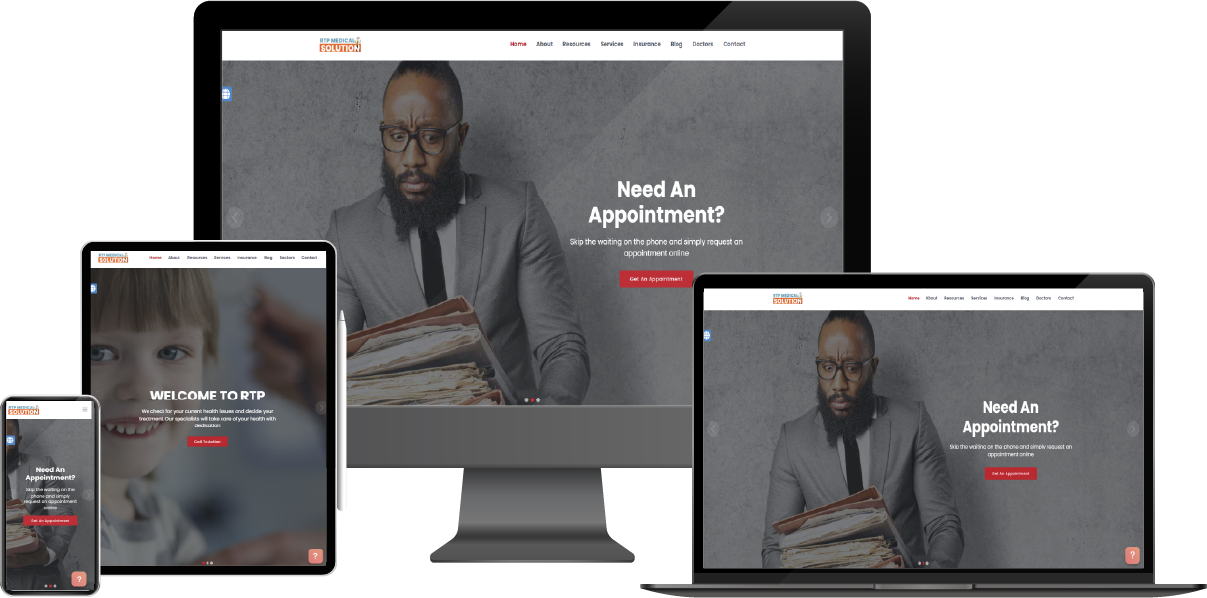 RTP MEDICAL
SOLUTION
Home About Resources Services Insurance Blog Doctors Contact
Need An
Appointment?
Skip the waiting on the phone and simply request an
appointment online
Get An Appointment
RTP MEDICAL
SOLUTION
Home About Resources Services Insurance Blog Doctors Contact
WELCOME TO RTP
We check for your current health issues and decide your
treatment. Our specialists will take care of your health with
dedication
Call To Action
?
RTP MEDICAL
SOLUTION
Need An
Appointment?
Skip the waiting on the
phone and simply
request an appointment
online
Get An Appointment
?
RTP MEDICAL
SOLUTION
Home About Resources Services Insurance Blog Doctors Contact
Need An
Appointment?
Skip the waiting on the phone and simply request an
appointment online
Get An Appointment
?